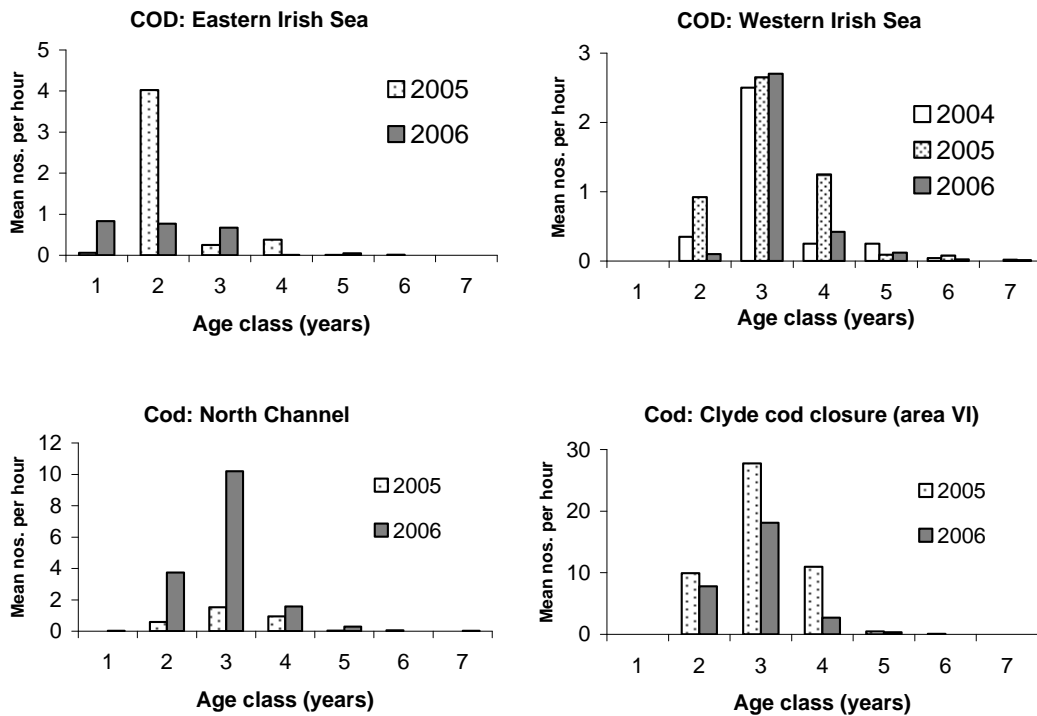 COD: Eastern Irish Sea
Mean nos. per hour
5
4
3
2
1
0
2005
2006
1 2 3 4 5 6 7
Age class (years)
COD: Western Irish Sea
Mean nos. per hour
3
2
1
0
2004
2005
2006
1 2 3 4 5 6 7
Age class (years)
Cod: North Channel
Mean nos. per hour
12
10
8
6
4
2
0
2005
2006
1 2 3 4 5 6 7
Age class (years)
Cod: Clyde cod closure (area VI)
Mean nos. per hour
30
20
10
0
2005
2006
1 2 3 4 5 6 7
Age class (years)